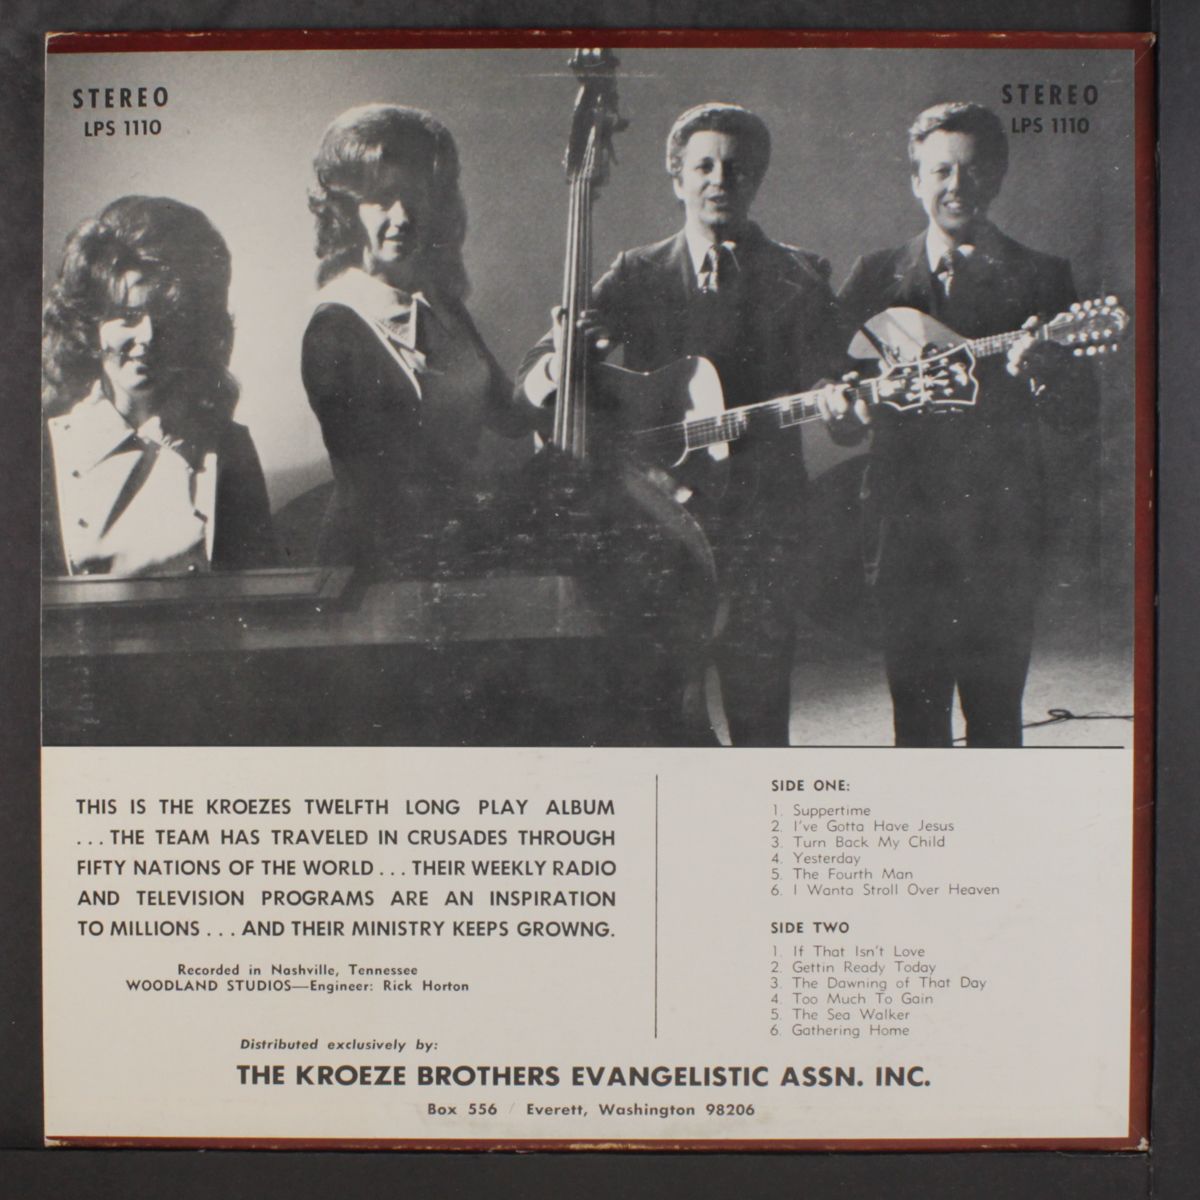 STEREO
LPS 1110
STEREO
LPS 1110
THIS IS THE KROEZES TWELFTH LONG PLAY ALBUM
...THE TEAM HAS TRAVELED IN CRUSADES THROUGH
FIFTY NATIONS OF THE WORLD...THEIR WEEKLY RADIO
AND TELEVISION PROGRAMS ARE AN INSPIRATION
TO MILLIONS...AND THEIR MINISTRY KEEPS GROWNG.
Recorded in Nashville, Tennessee
WOODLAND STUDIOS—Engineer: Rick Horton
SIDE ONE:
1. Suppertime
2. I've Gotta Have Jesus
3. Turn Back My Child
4. Yesterday
5. The Fourth Man
6. I Wanta Stroll Over Heaven
SIDE TWO
1. If That Isn't Love
2. Gettin Ready Today
3. The Dawning of That Day
4. Too Much To Gain
5. The Sea Walker
6. Gathering Home
Distributed exclusively by:
THE KROEZE BROTHERS EVANGELISTIC ASSN. INC.
Box 556 / Everett, Washington 98206